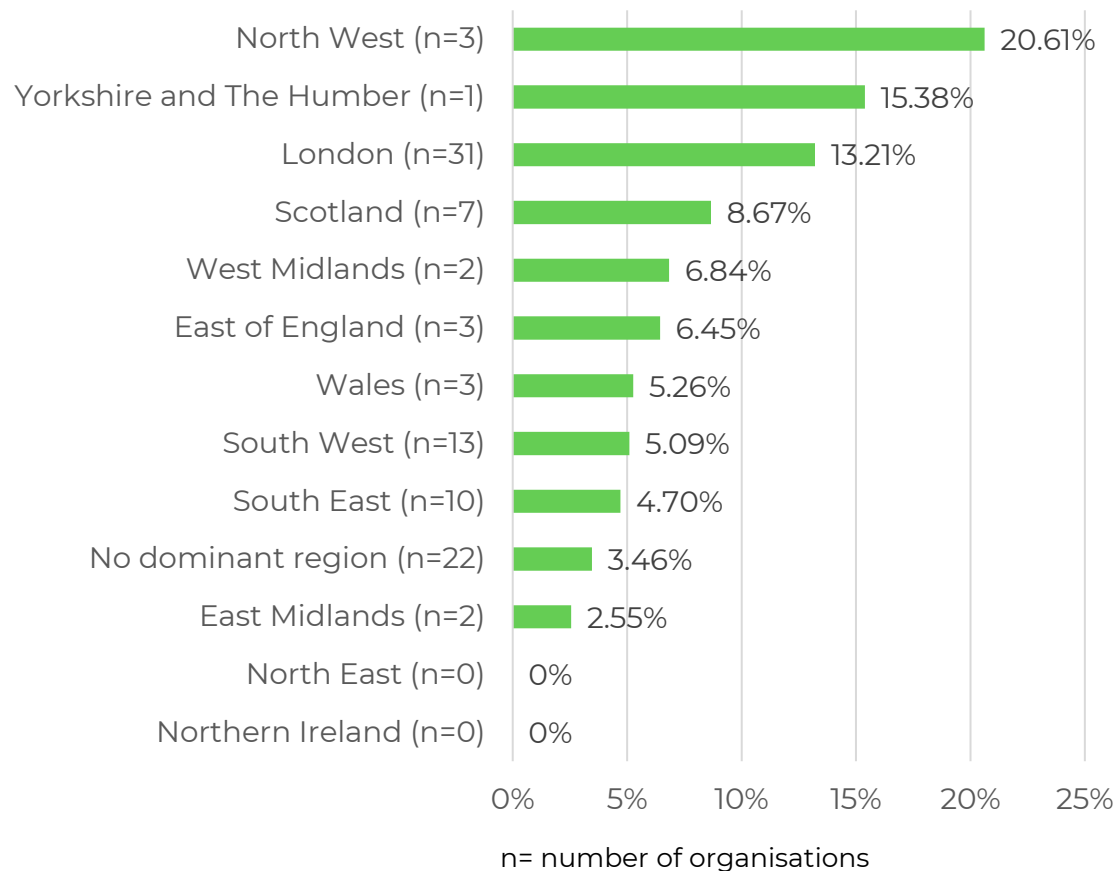 North West (n=3) 20.61%
Yorkshire and The Humber (n=1) 15.38%
London (n=31) 13.21%
Scotland (n=7) 8.67%
West Midlands (n=2) 6.84%
East of England (n=3) 6.45%
Wales (n=3) 5.26%
South West (n=13) 5.09%
South East (n=10) 4.70%
No dominant region (n=22) 3.46%
East Midlands (n=2) 2.55%
North East (n=0) 0%
Northern Ireland (n=0) 0%
0% 5% 10% 15% 20% 25%
n= number of organisations